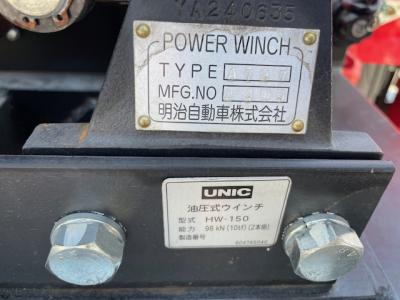 POWER WINCH
TYPE
MFG.NO
明治自動車株式会社
UNIC
油圧式ウインチ
型式 HW-150
能力 98 kN {10tf} (2本掛)
製造番号